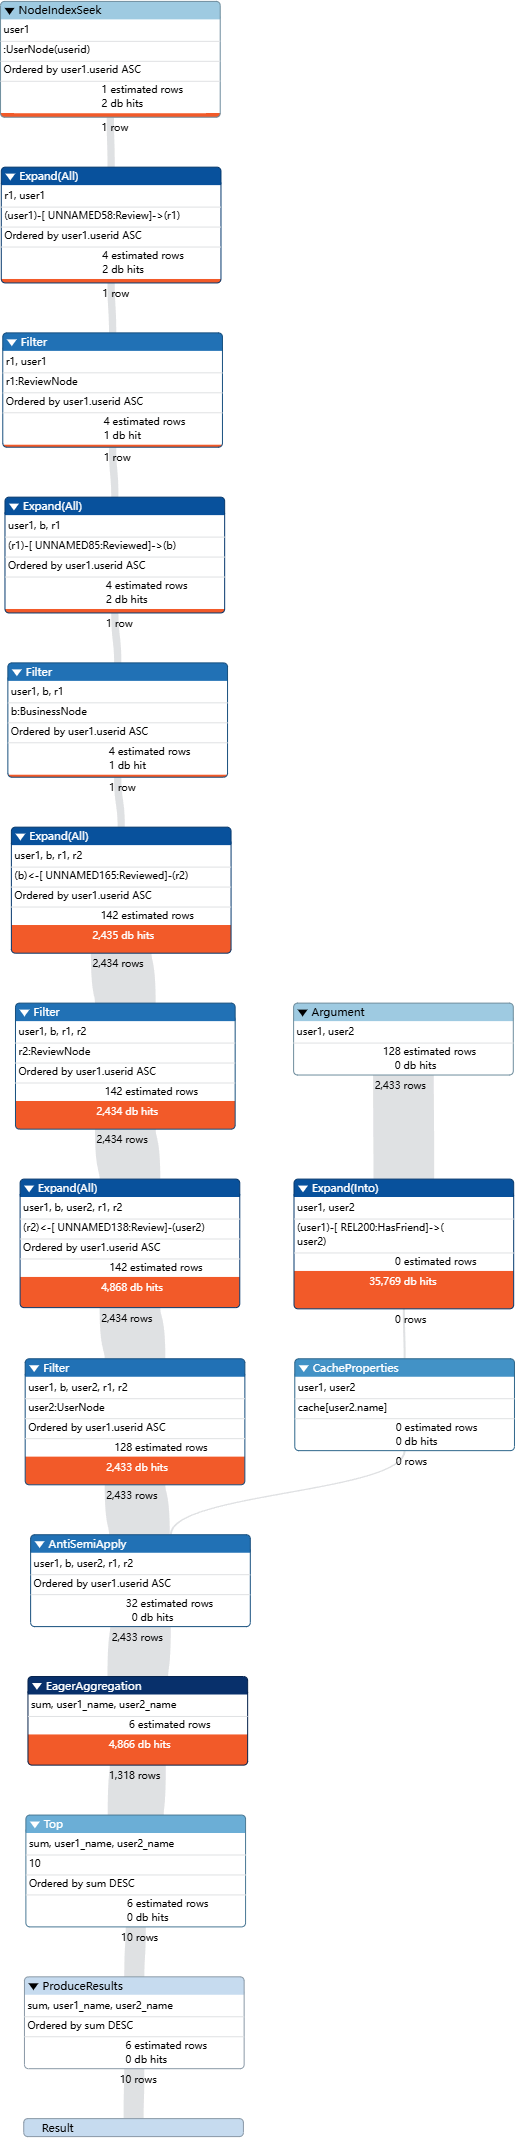 NodeIndexSeek
user1
:UserNode(userid)
Ordered by user1.userid ASC
1 estimated rows
2 db hits
1 row
Expand(All)
r1, user1
(user1)-[ UNNAMED58:Review]->(r1)
Ordered by user1.userid ASC
4 estimated rows
2 db hits
1 row
Filter
r1, user1
r1:ReviewNode
Ordered by user1.userid ASC
4 estimated rows
1 db hit
1 row
Expand(All)
user1, b, r1
(r1)-[ UNNAMED85:Reviewed]->(b)
Ordered by user1.userid ASC
4 estimated rows
2 db hits
1 row
Filter
user1, b, r1
b:BusinessNode
Ordered by user1.userid ASC
4 estimated rows
1 db hit
1 row
Expand(All)
user1, b, r1, r2
(b)<-[ UNNAMED165:Reviewed]-(r2)
Ordered by user1.userid ASC
142 estimated rows
2,435 db hits
2,434 rows
Filter
user1, b, r1, r2
r2:ReviewNode
Ordered by user1.userid ASC
142 estimated rows
2,434 db hits
2,434 rows
Argument
user1, user2
128 estimated rows
0 db hits
2,433 rows
Expand(All)
user1, b, user2, r1, r2
(r2)<-[ UNNAMED138:Review]-(user2)
Ordered by user1.userid ASC
142 estimated rows
4,868 db hits
2,434 rows
Expand(Into)
user1, user2
(user1)-[ REL200:HasFriend]->(
user2)
0 estimated rows
35,769 db hits
0 rows
Filter
user1, b, user2, r1, r2
user2:UserNode
Ordered by user1.userid ASC
128 estimated rows
2,433 db hits
2,433 rows
CacheProperties
user1, user2
cache[user2.name]
0 estimated rows
0 db hits
0 rows
AntiSemiApply
user1, b, user2, r1, r2
Ordered by user1.userid ASC
32 estimated rows
0 db hits
2,433 rows
EagerAggregation
sum, user1_name, user2_name
6 estimated rows
4,866 db hits
1,318 rows
Top
sum, user1_name, user2_name
10
Ordered by sum DESC
6 estimated rows
0 db hits
10 rows
ProduceResults
sum, user1_name, user2_name
Ordered by sum DESC
6 estimated rows
0 db hits
10 rows
Result